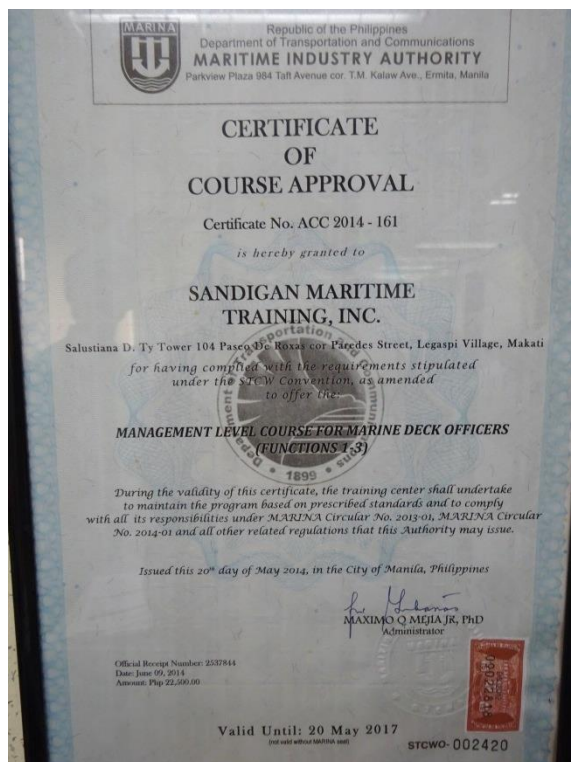 MARINA
Republic of the Philippines
Department of Transportation and Communications
MARITIME INDUSTRY AUTHORITY
Parkview Plaza 984 Taft Avenue cor. T.M. Kalaw Ave., Ermita, Manila
CERTIFICATE
OF
COURSE APPROVAL
Certificate No. ACC 2014 - 161
is hereby granted to
SANDIGAN MARITIME
TRAINING, INC.
Salustiana D. Ty Tower 104 Paseo De Roxas cor Paredes Street, Legaspi Village, Makati
for having complied with the requirements stipulated
under the STCW Convention, as amended
to offer the:
MANAGEMENT LEVEL COURSE FOR MARINE DECK OFFICERS
(FUNCTIONS 1-3)
Department of Transportation and Communications
1899
During the validity of this certificate, the training center shall undertake
to maintain the program based on prescribed standards and to comply
with all its responsibilities under MARINA Circular No. 2013-01, MARINA Circular
No. 2014-01 and all other related regulations that this Authority may issue.
Issued this 20th day of May 2014, in the City of Manila, Philippines
MAXIMO Q MEJIA JR, PhD
Administrator
Official Receipt Number: 2537844
Date: June 09, 2014
Amount: Php 22,500.00
Valid Until: 20 May 2017
(not valid without MARINA seal)
STCWO-002420